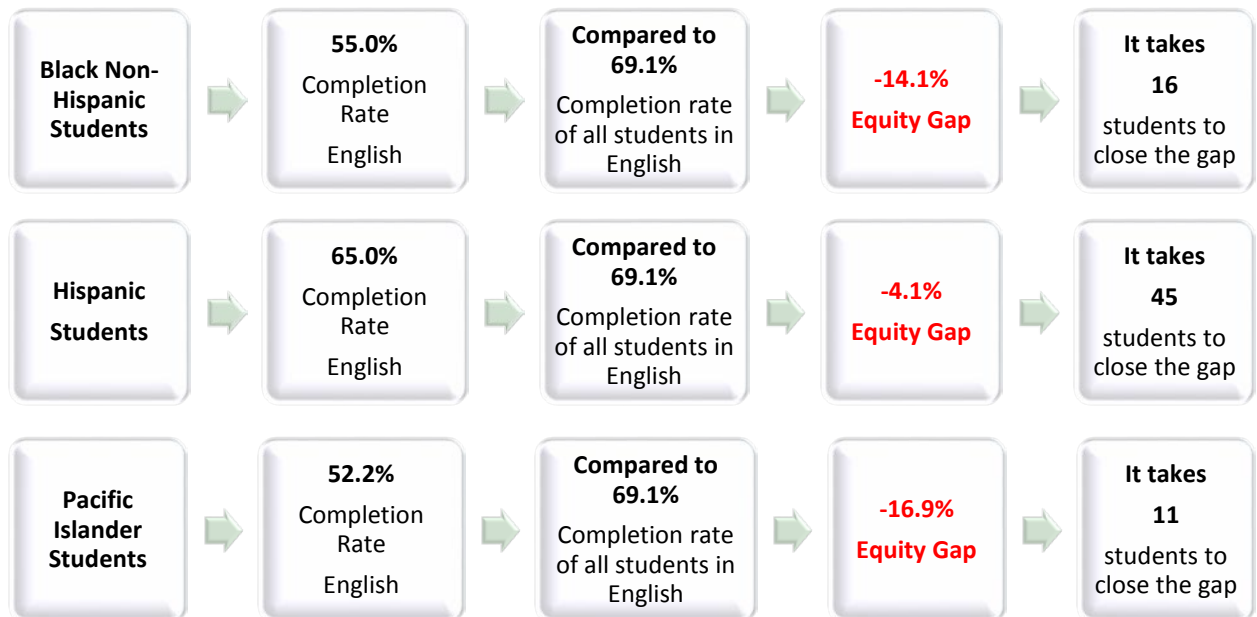 Black Non-
Hispanic
Students
55.0%
Completion
Rate
English
Compared to
69.1%
Completion rate
of all students in
English
-14.1%
Equity Gap
It takes
16
students to
close the gap
Hispanic
Students
65.0%
Completion
Rate
English
Compared to
69.1%
Completion rate
of all students in
English
-4.1%
Equity Gap
It takes
45
students to
close the gap
Pacific
Islander
Students
52.2%
Completion
Rate
English
Compared to
69.1%
Completion rate
of all students in
English
-16.9%
Equity Gap
It takes
11
students to
close the gap